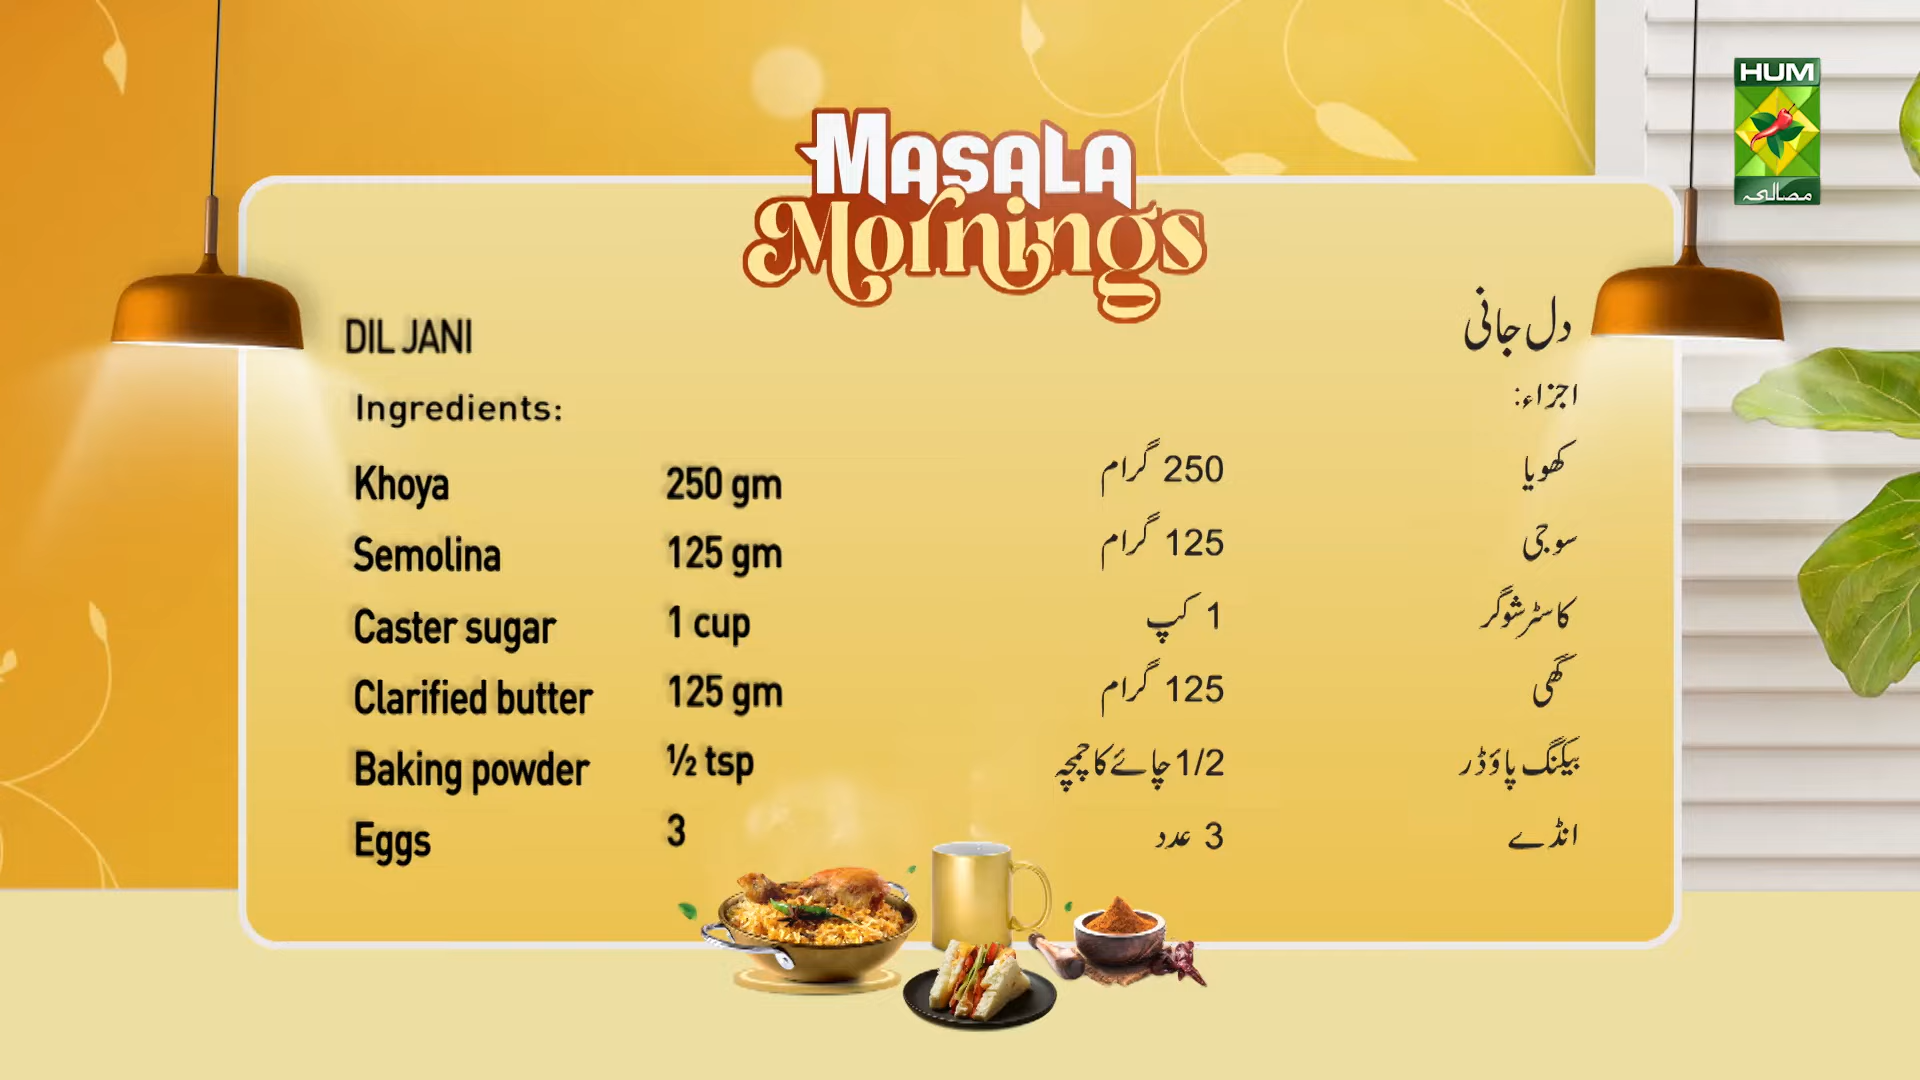 HUM
مصالحہ
MASALA
Mornings
DIL JANI
دل جانی
Ingredients:
اجزاء:
Khoya 250 gm
250 گرام کھویا
Semolina 125 gm
125 گرام سوجی
Caster sugar 1 cup
1 کپ کاسٹر شوگر
Clarified butter 125 gm
125 گرام گھی
Baking powder ½ tsp
1/2 چائے کا چمچہ بیکنگ پاؤڈر
Eggs 3
3 عدد انڈے